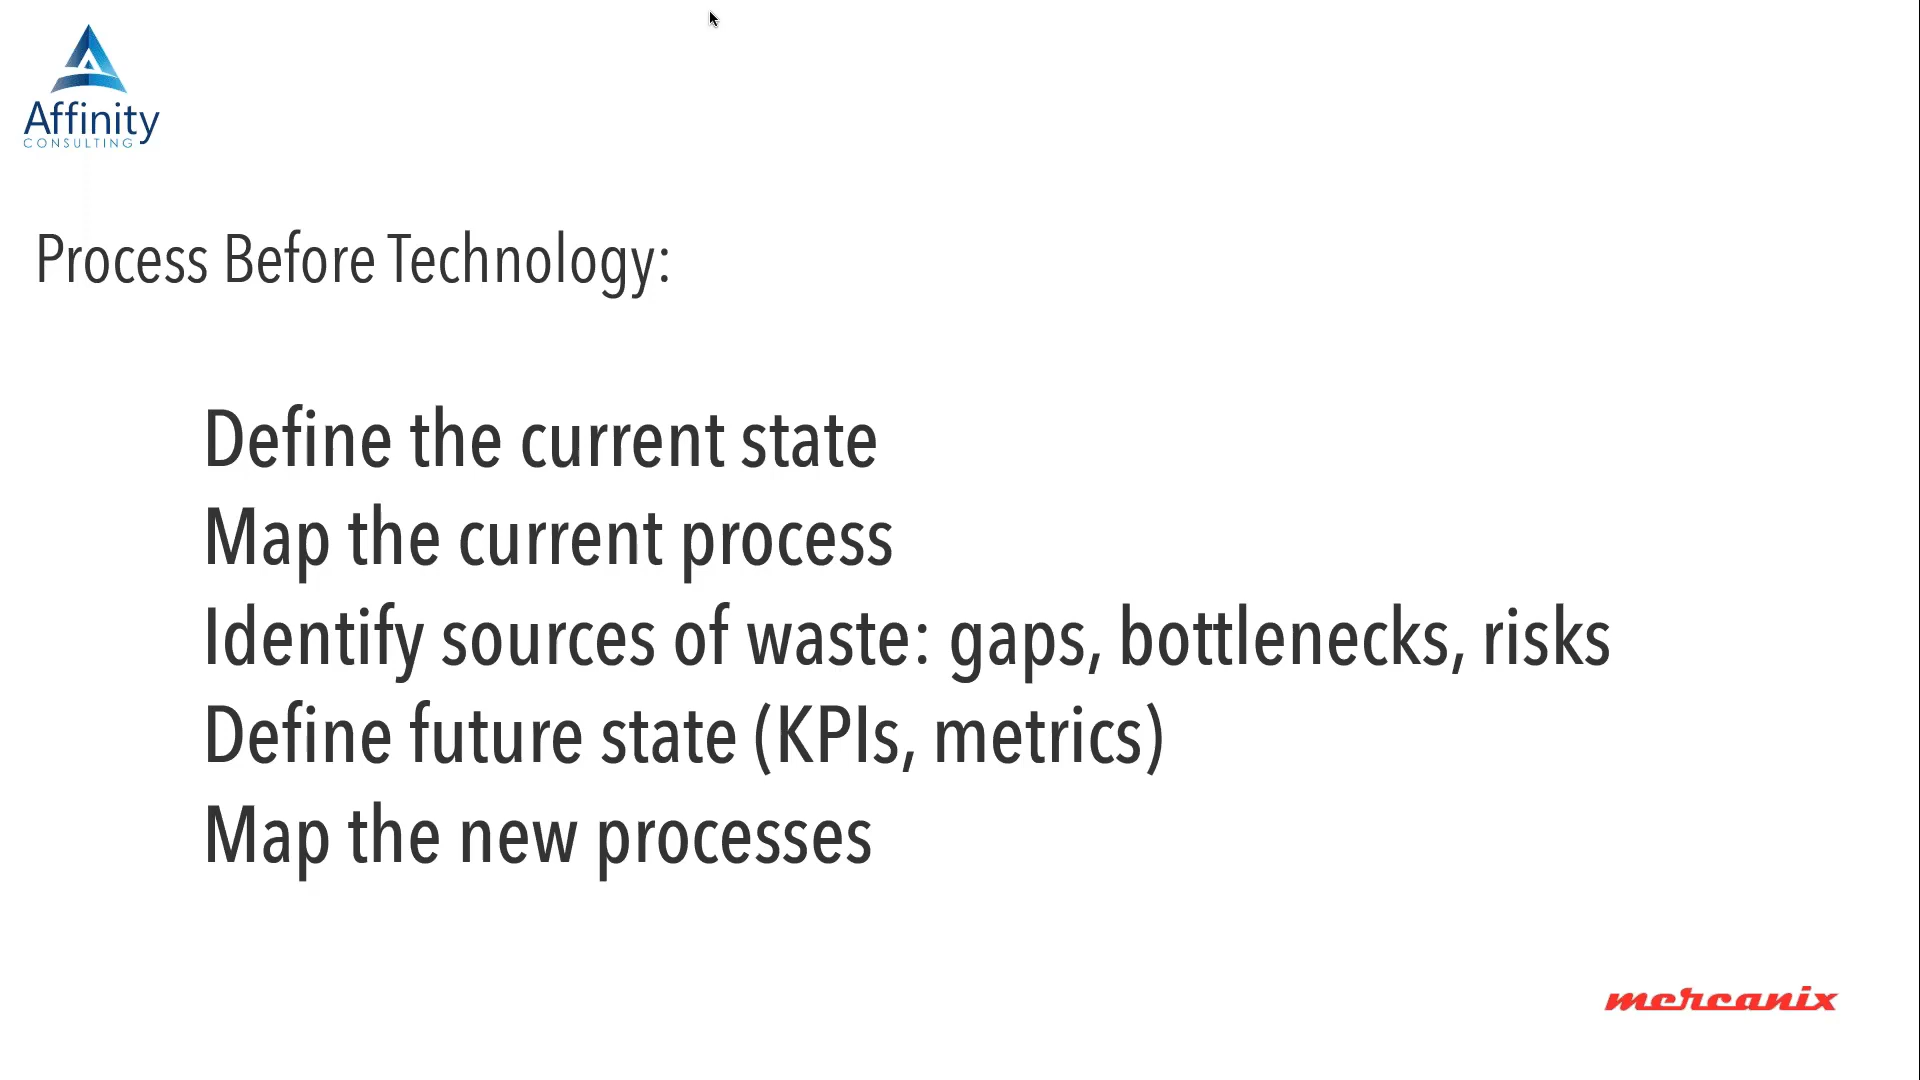 Affinity
CONSULTING
Process Before Technology:
Define the current state
Map the current process
Identify sources of waste: gaps, bottlenecks, risks
Define future state (KPIs, metrics)
Map the new processes
mercanix